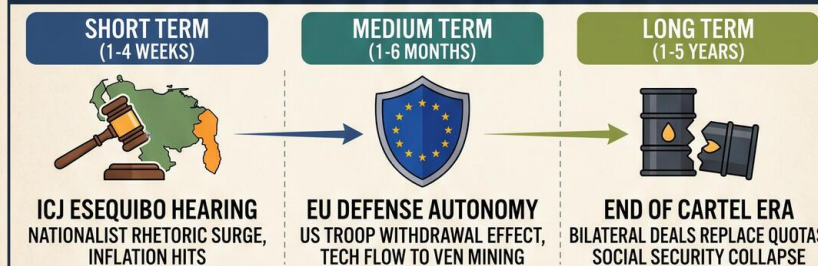 SHORT TERM
(1-4 WEEKS)
MEDIUM TERM
(1-6 MONTHS)
LONG TERM
(1-5 YEARS)
ICJ ESEQUIBO HEARING
NATIONALIST RHETORIC SURGE,
INFLATION HITS
EU DEFENSE AUTONOMY
US TROOP WITHDRAWAL EFFECT,
TECH FLOW TO VEN MINING
END OF CARTEL ERA
BILATERAL DEALS REPLACE QUOTAS
SOCIAL SECURITY COLLAPSE